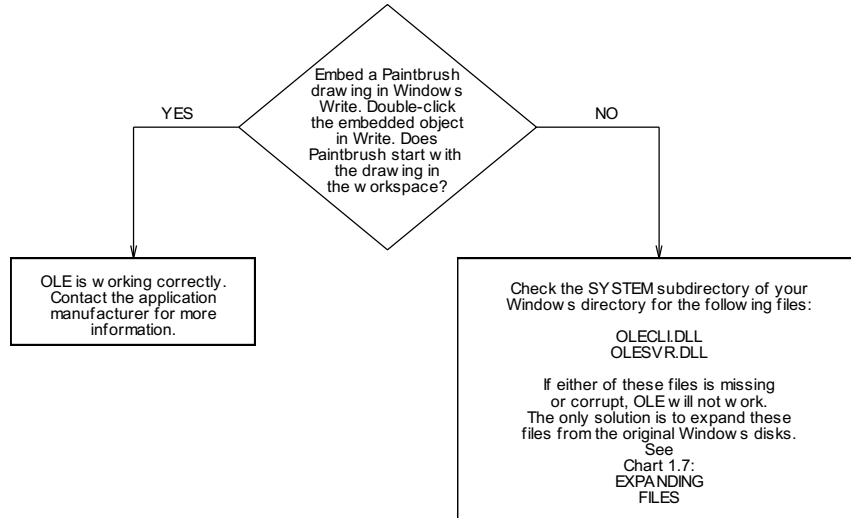 Embed a Paintbrush
drawing in Windows
Write. Double-click
the embedded object
in Write. Does
Paintbrush start with
the drawing in
the workspace?
YES
NO
OLE is working correctly.
Contact the application
manufacturer for more
information.
Check the SYSTEM subdirectory of your
Windows directory for the following files:
OLECLI.DLL
OLESVR.DLL
If either of these files is missing
or corrupt, OLE will not work.
The only solution is to expand these
files from the original Windows disks.
See
Chart 1.7:
EXPANDING
FILES